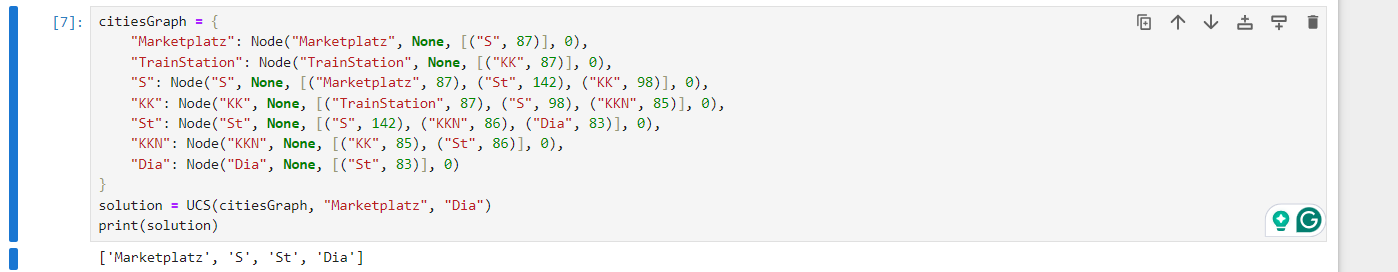 [7]: citiesGraph = {
    "Marketplatz": Node("Marketplatz", None, [("S", 87)], 0),
    "TrainStation": Node("TrainStation", None, [("KK", 87)], 0),
    "S": Node("S", None, [("Marketplatz", 87), ("St", 142), ("KK", 98)], 0),
    "KK": Node("KK", None, [("TrainStation", 87), ("S", 98), ("KKN", 85)], 0),
    "St": Node("St", None, [("S", 142), ("KKN", 86), ("Dia", 83)], 0),
    "KKN": Node("KKN", None, [("KK", 85), ("St", 86)], 0),
    "Dia": Node("Dia", None, [("St", 83)], 0)
}
solution = UCS(citiesGraph, "Marketplatz", "Dia")
print(solution)
['Marketplatz', 'S', 'St', 'Dia']